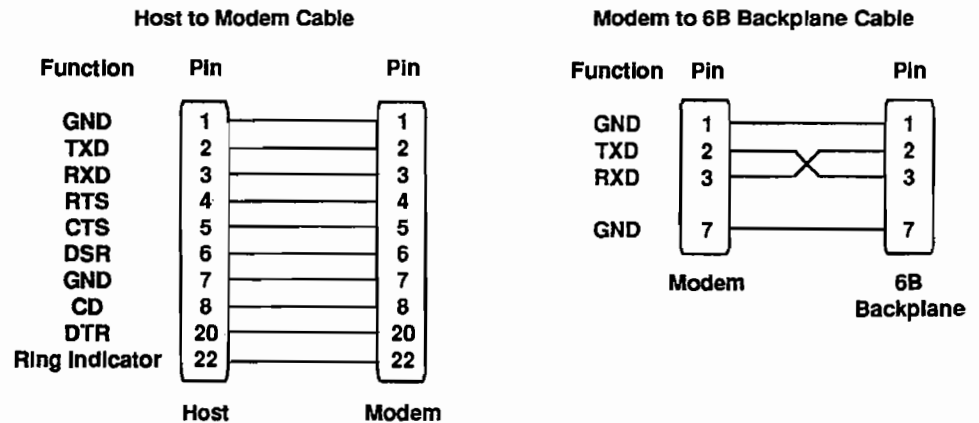 Host to Modem Cable
Function Pin Pin
GND 1 1
TXD 2 2
RXD 3 3
RTS 4 4
CTS 5 5
DSR 6 6
GND 7 7
CD 8 8
DTR 20 20
Ring Indicator 22 22
Host Modem
Modem to 6B Backplane Cable
Function Pin Pin
GND 1 1
TXD 2 2
RXD 3 3
GND 7 7
Modem 6B
Backplane